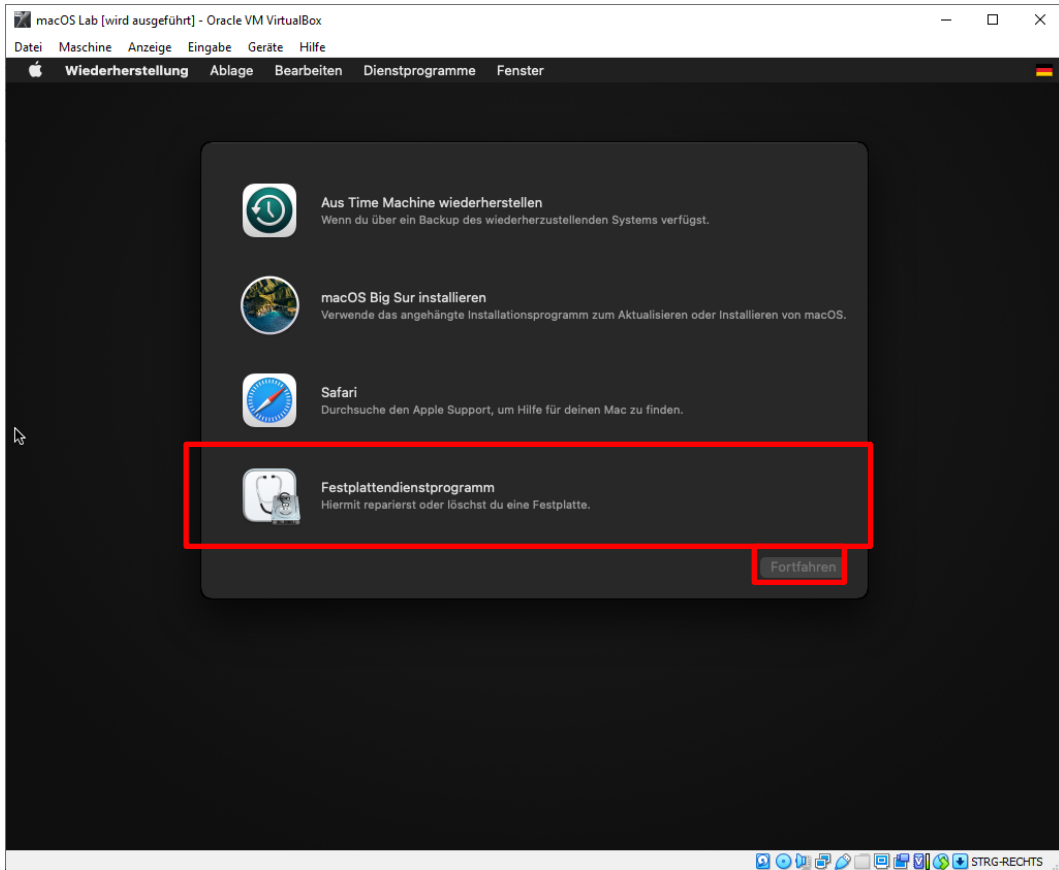 macOS Lab [wird ausgeführt] - Oracle VM VirtualBox
Datei Maschine Anzeige Eingabe Geräte Hilfe
Wiederherstellung Ablage Bearbeiten Dienstprogramme Fenster
Aus Time Machine wiederherstellen
Wenn du über ein Backup des wiederherzustellenden Systems verfügst.
macOS Big Sur installieren
Verwende das angehängte Installationsprogramm zum Aktualisieren oder Installieren von macOS.
Safari
Durchsuche den Apple Support, um Hilfe für deinen Mac zu finden.
Festplattendienstprogramm
Hiermit reparierst oder löschst du eine Festplatte.
Fortfahren
STRG-RECHTS